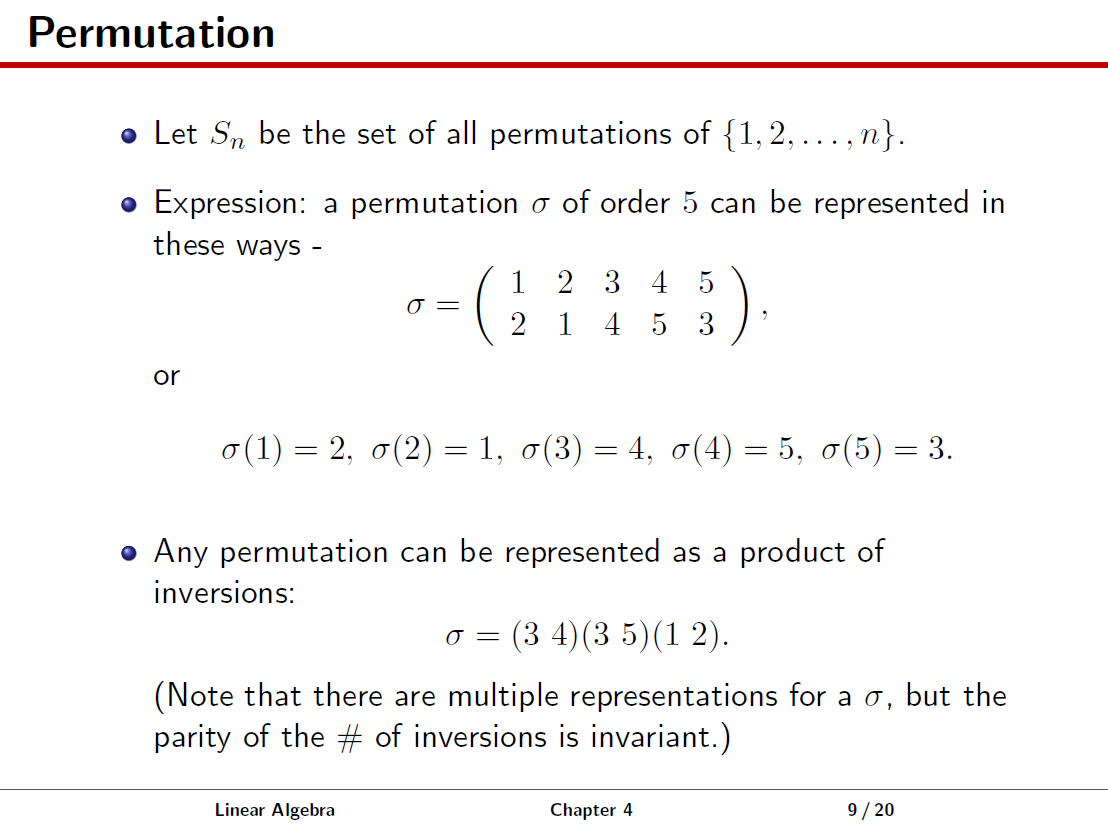 Permutation
Let Sₙ be the set of all permutations of {1, 2, . . . , n}.
Expression: a permutation σ of order 5 can be represented in
these ways -
σ = ( 1 2 3 4 5
2 1 4 5 3 ) ,
or
σ(1) = 2, σ(2) = 1, σ(3) = 4, σ(4) = 5, σ(5) = 3.
Any permutation can be represented as a product of
inversions:
σ = (3 4)(3 5)(1 2).
(Note that there are multiple representations for a σ, but the
parity of the # of inversions is invariant.)
Linear Algebra Chapter 4 9 / 20